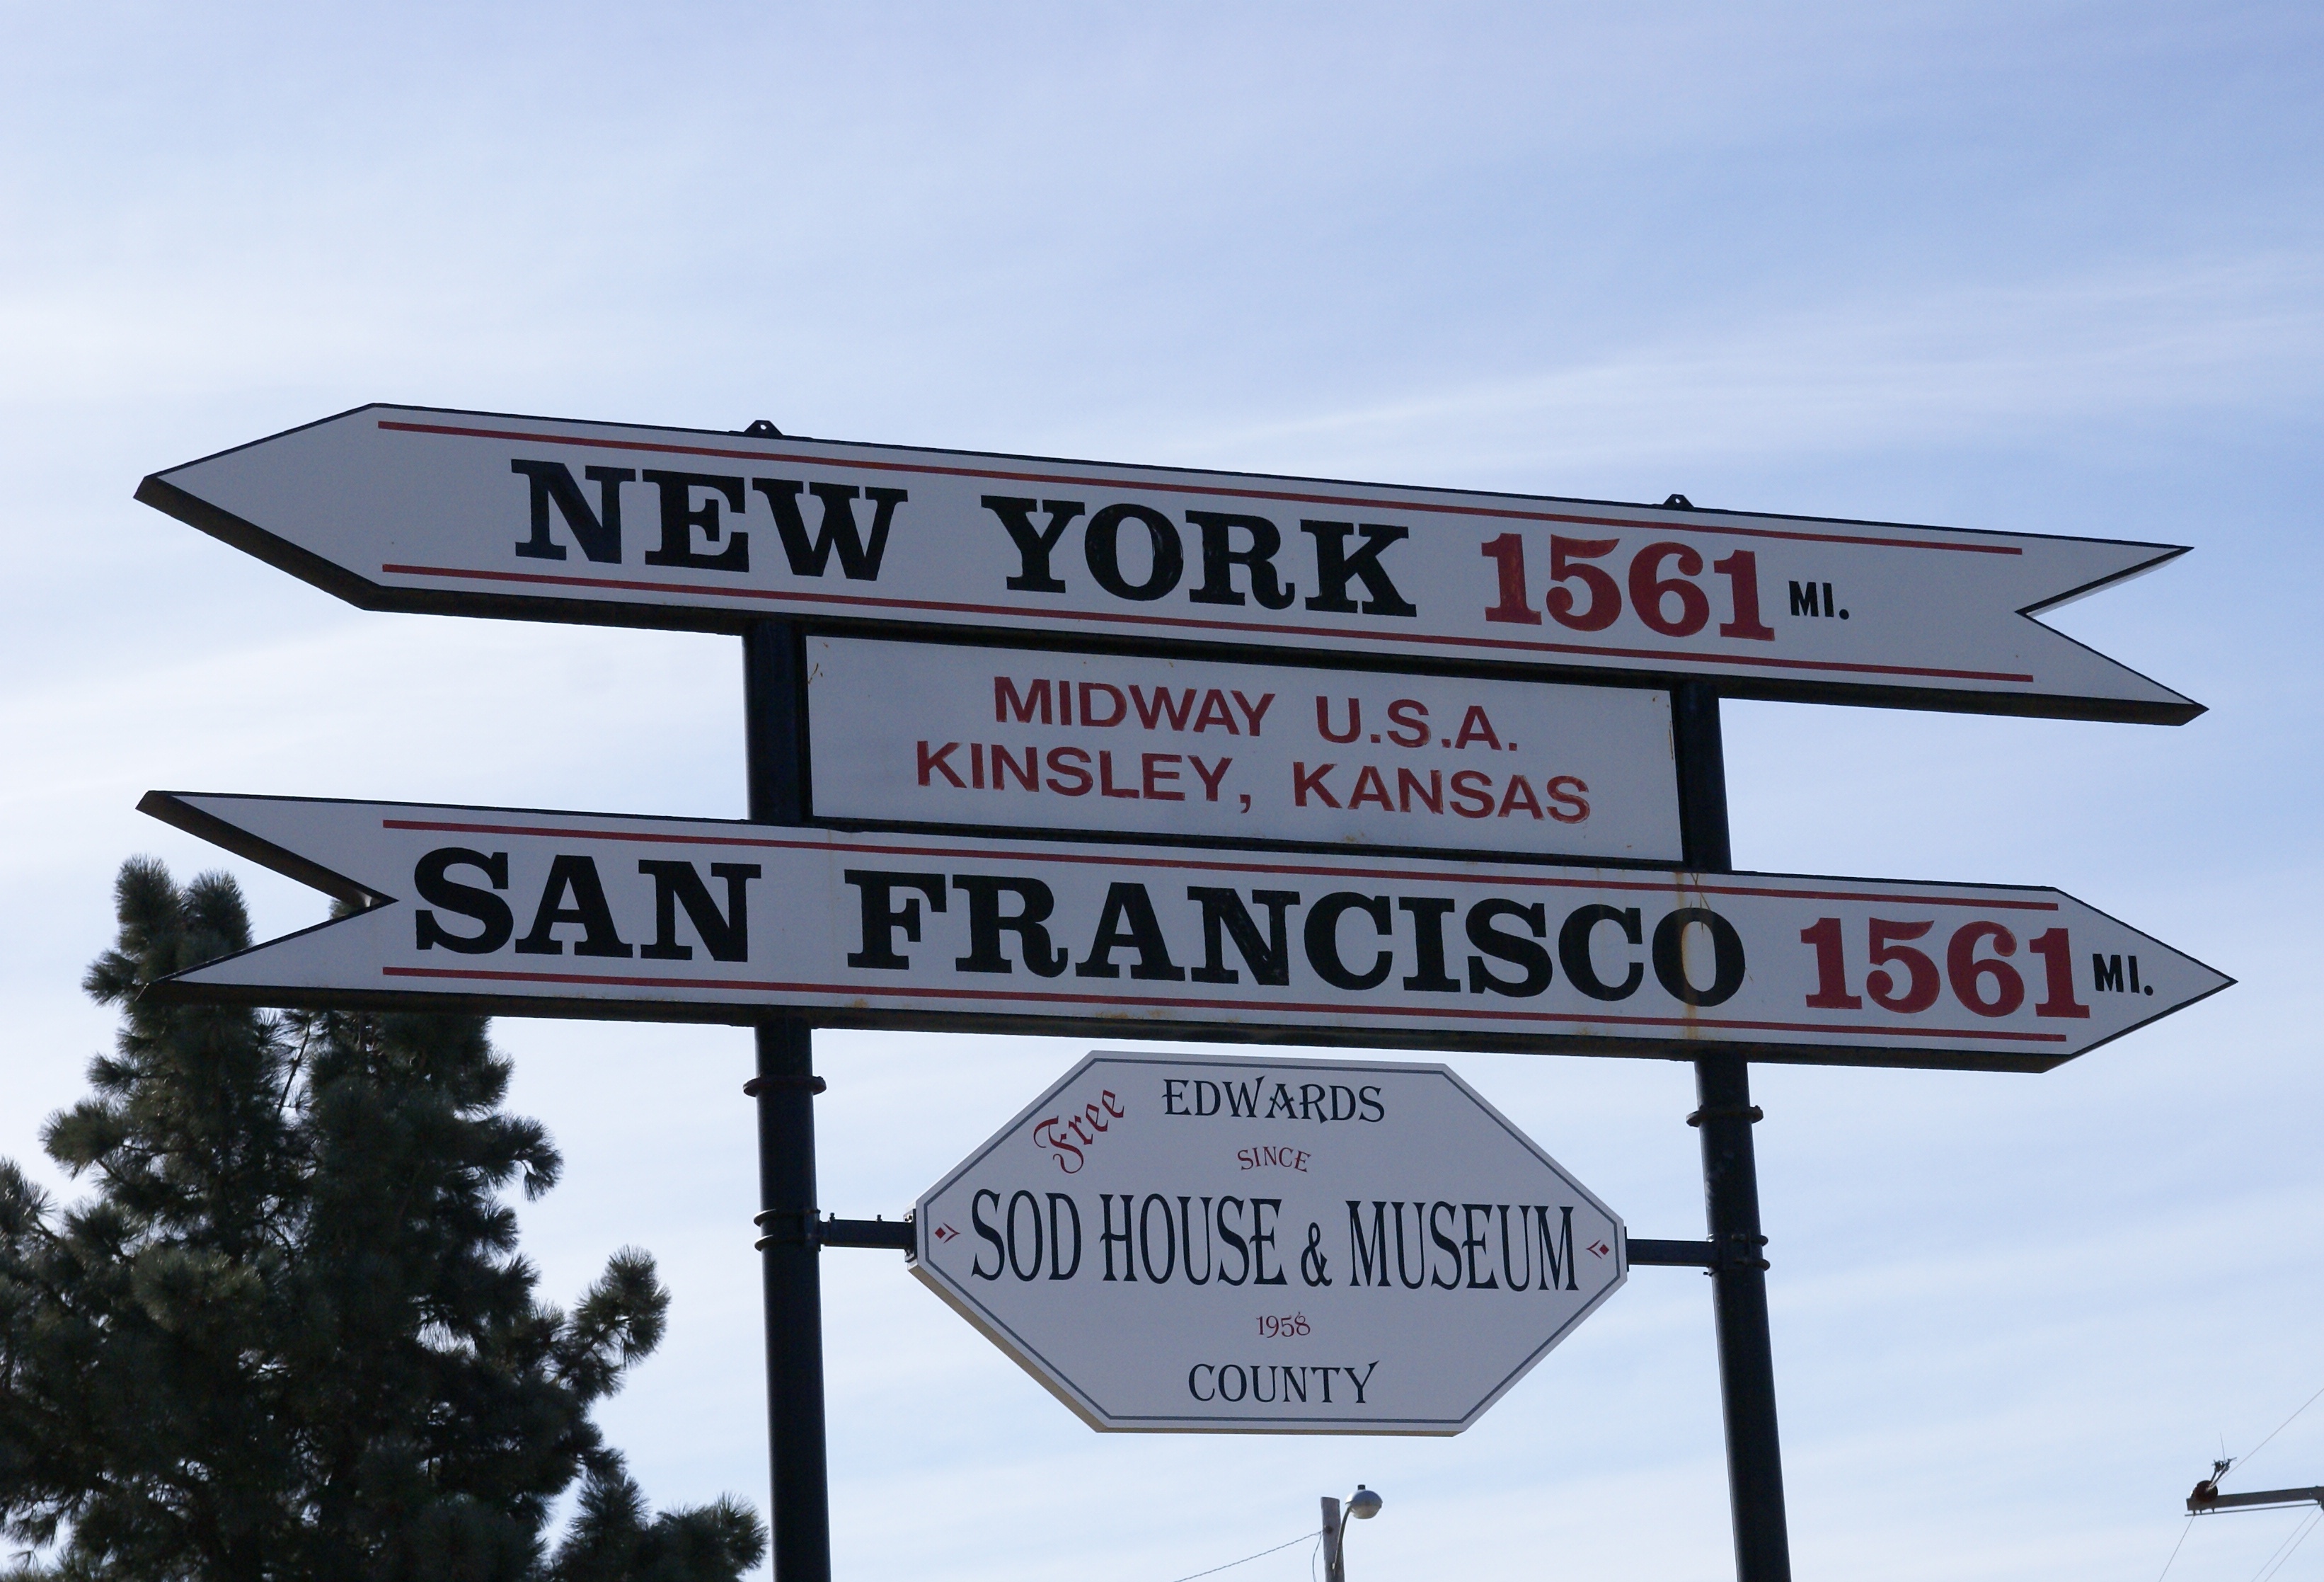 NEW YORK 1561 MI.
MIDWAY U.S.A.
KINSLEY, KANSAS
SAN FRANCISCO 1561 MI.
Free
EDWARDS
SINCE
SOD HOUSE & MUSEUM
1958
COUNTY